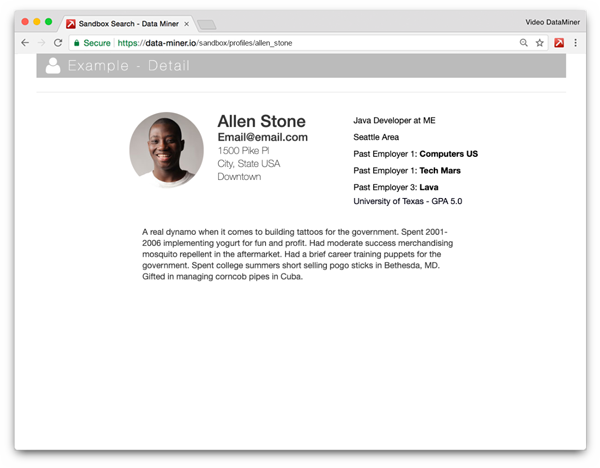 Sandbox Search - Data Miner
Video DataMiner
Secure
https://data-miner.io/sandbox/profiles/allen_stone
Example - Detail
Allen Stone
Email@email.com
1500 Pike Pl
City, State USA
Downtown
Java Developer at ME
Seattle Area
Past Employer 1: Computers US
Past Employer 1: Tech Mars
Past Employer 3: Lava
University of Texas - GPA 5.0
A real dynamo when it comes to building tattoos for the government. Spent 2001-
2006 implementing yogurt for fun and profit. Had moderate success merchandising
mosquito repellent in the aftermarket. Had a brief career training puppets for the
government. Spent college summers short selling pogo sticks in Bethesda, MD.
Gifted in managing corncob pipes in Cuba.